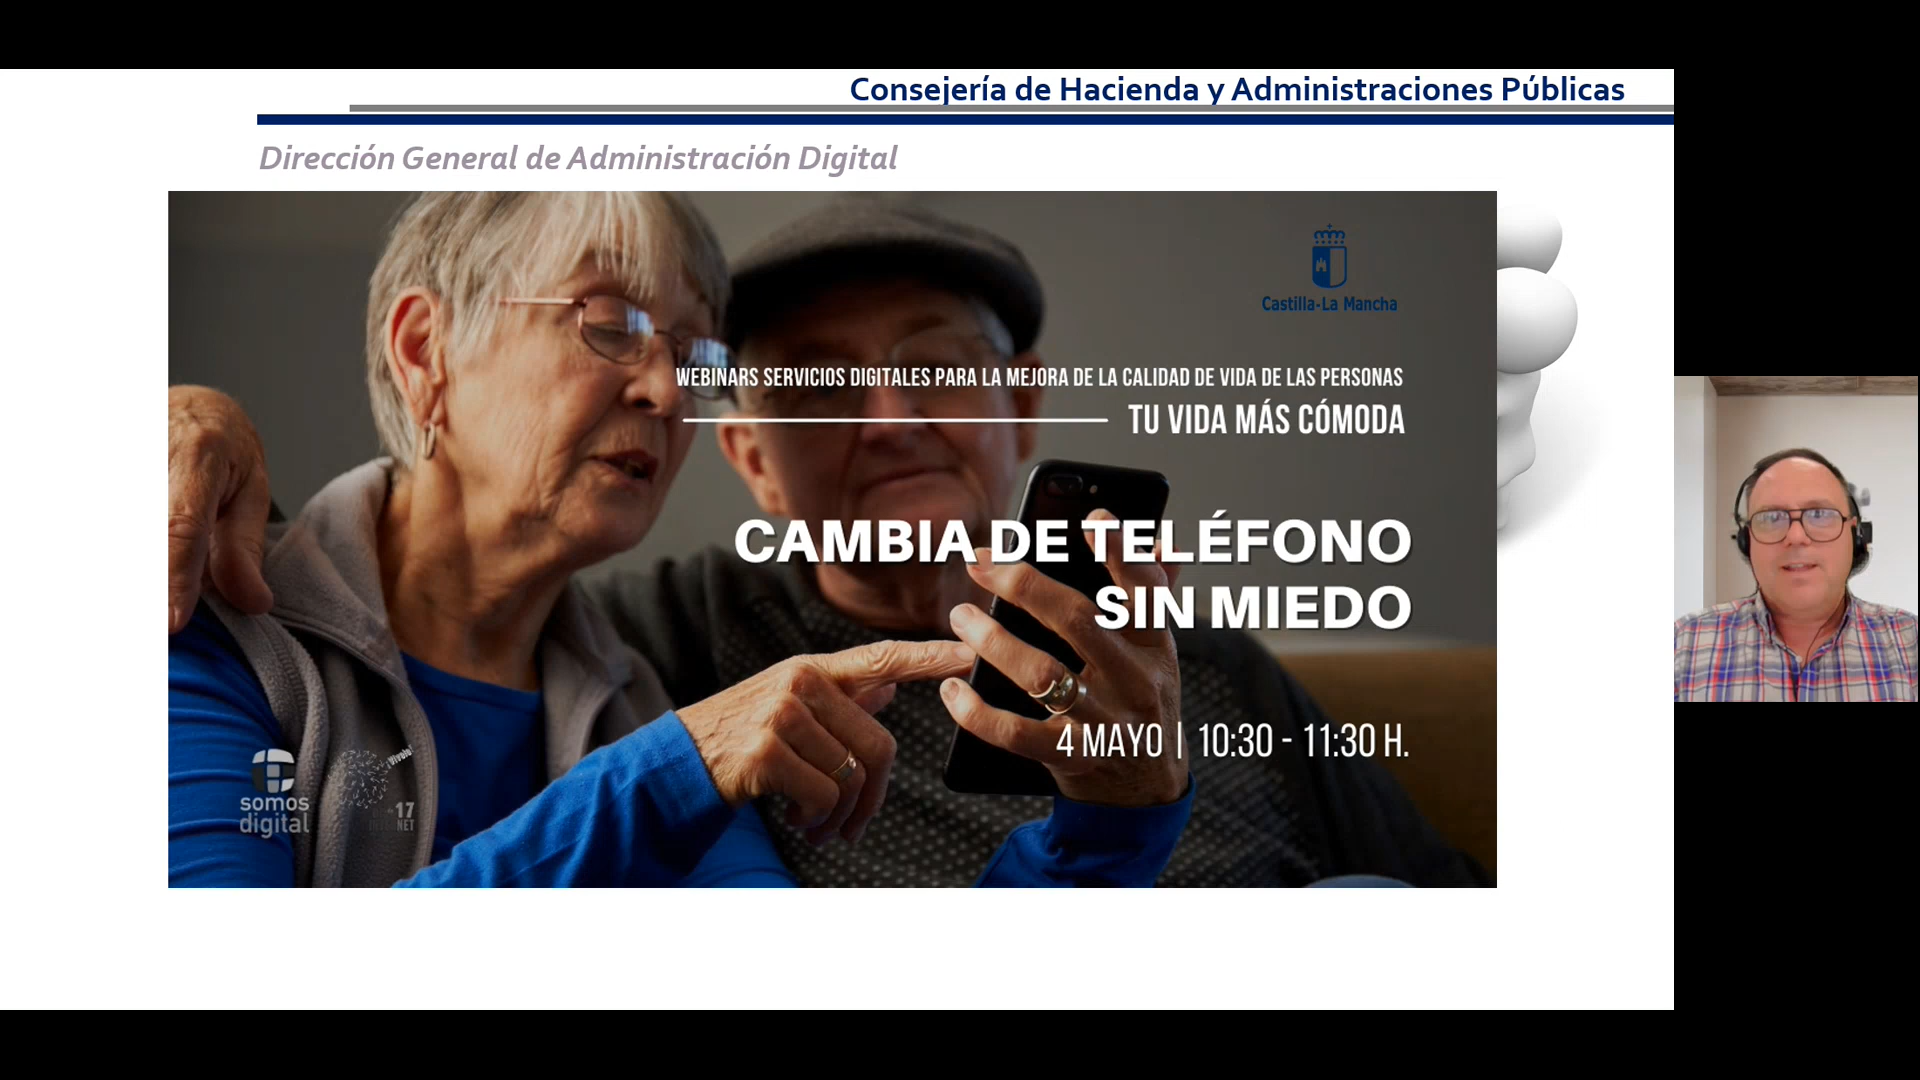 Consejería de Hacienda y Administraciones Públicas
Dirección General de Administración Digital
Castilla-La Mancha
WEBINARS SERVICIOS DIGITALES PARA LA MEJORA DE LA CALIDAD DE VIDA DE LAS PERSONAS
TU VIDA MÁS CÓMODA
CAMBIA DE TELÉFONO
SIN MIEDO
4 MAYO | 10:30 - 11:30 H.
somos
digital
¡Vívelo!
17